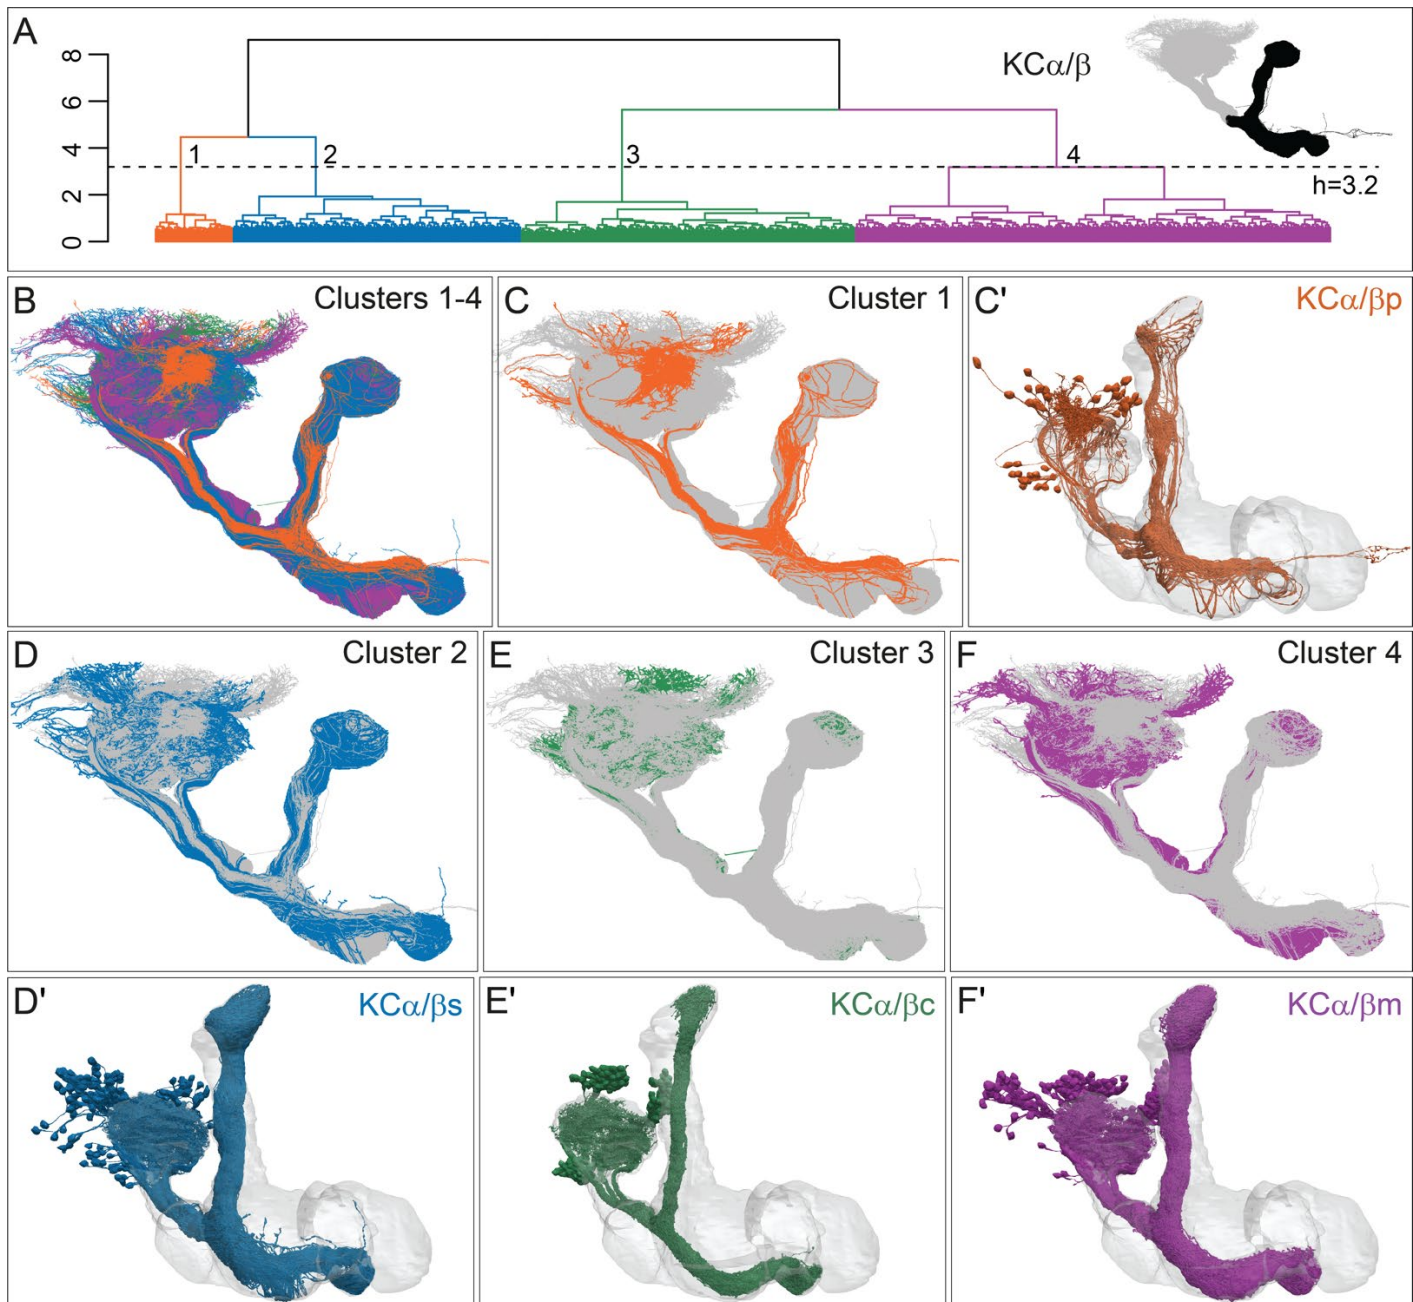 A
8
6
4
2
0
1
2
3
4
KCα/β
h=3.2
B
Clusters 1-4
C
Cluster 1
C'
KCα/βp
D
Cluster 2
E
Cluster 3
F
Cluster 4
D'
KCα/βs
E'
KCα/βc
F'
KCα/βm